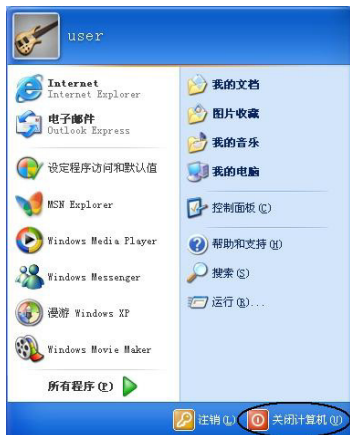 user
Internet
Internet Explorer
电子邮件
Outlook Express
设定程序访问和默认值
MSN Explorer
Windows Media Player
Windows Messenger
漫游 Windows XP
Windows Movie Maker
所有程序(P)
我的文档
图片收藏
我的音乐
我的电脑
控制面板(C)
帮助和支持(H)
搜索(S)
运行(R)...
注销(L)
关闭计算机(U)